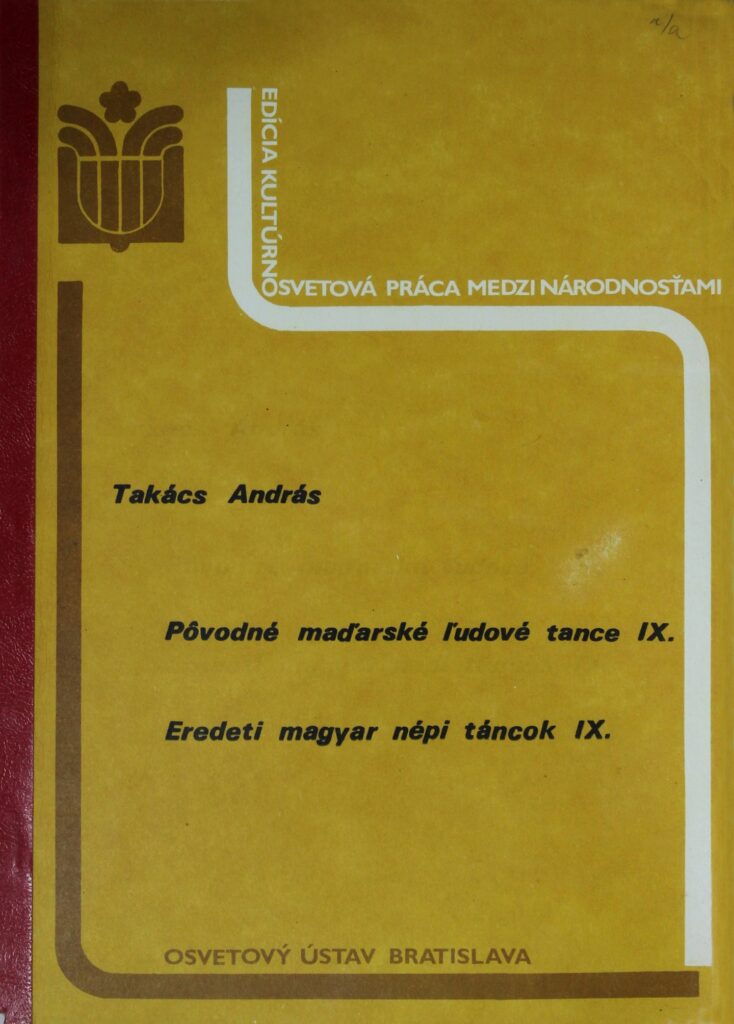 EDÍCIA KULTÚRNO
OSVETOVÁ PRÁCA MEDZI NÁRODNOSŤAMI
Takács András
Pôvodné maďarské ľudové tance IX.
Eredeti magyar népi táncok IX.
OSVETOVÝ ÚSTAV BRATISLAVA